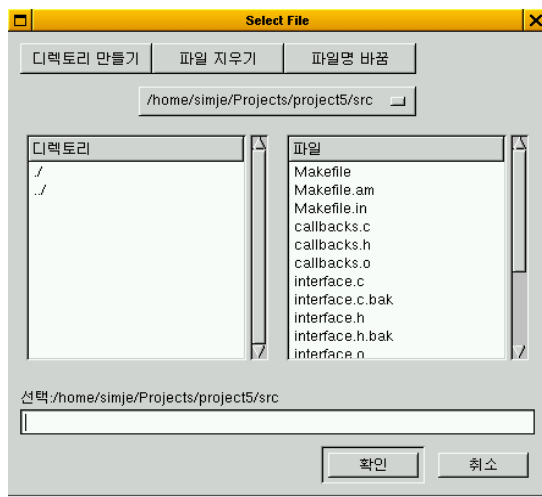 Select File
디렉토리 만들기 파일 지우기 파일명 바꿈
/home/simje/Projects/project5/src
디렉토리
./
../
파일
Makefile
Makefile.am
Makefile.in
callbacks.c
callbacks.h
callbacks.o
interface.c
interface.c.bak
interface.h
interface.h.bak
interface.o
선택:/home/simje/Projects/project5/src
확인 취소